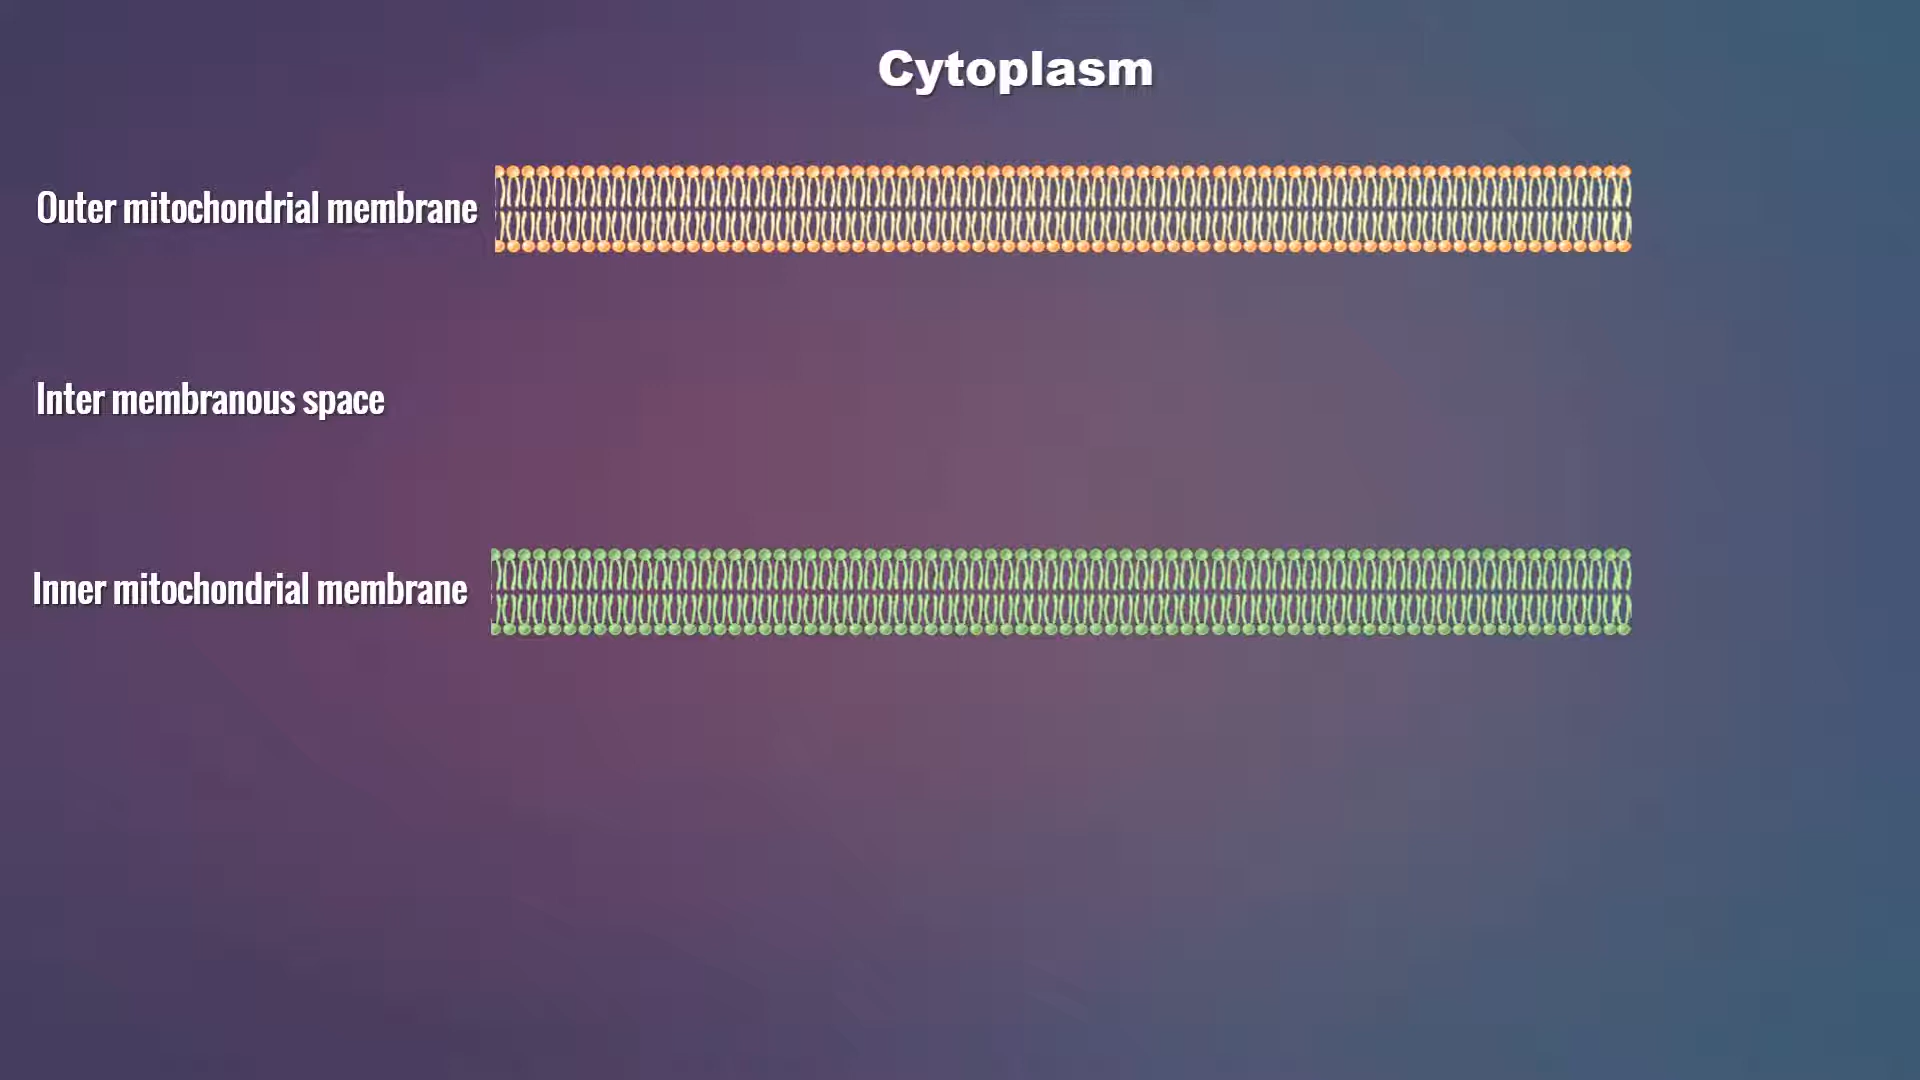 Cytoplasm
Outer mitochondrial membrane
Inter membranous space
Inner mitochondrial membrane